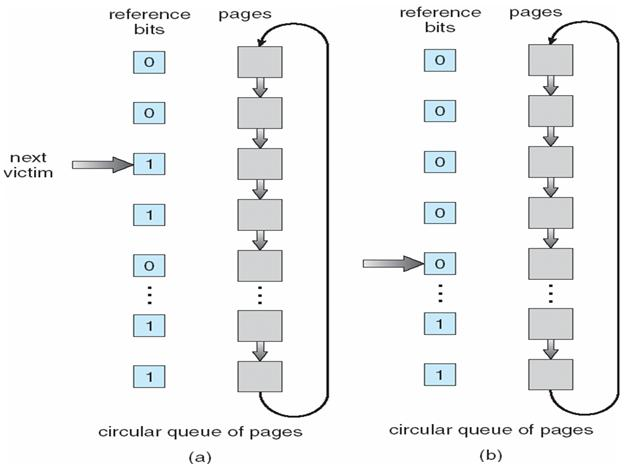 reference pages
bits
0
0
next
victim
1
1
0
1
1
circular queue of pages
(a)
reference pages
bits
0
0
0
0
0
1
1
circular queue of pages
(b)